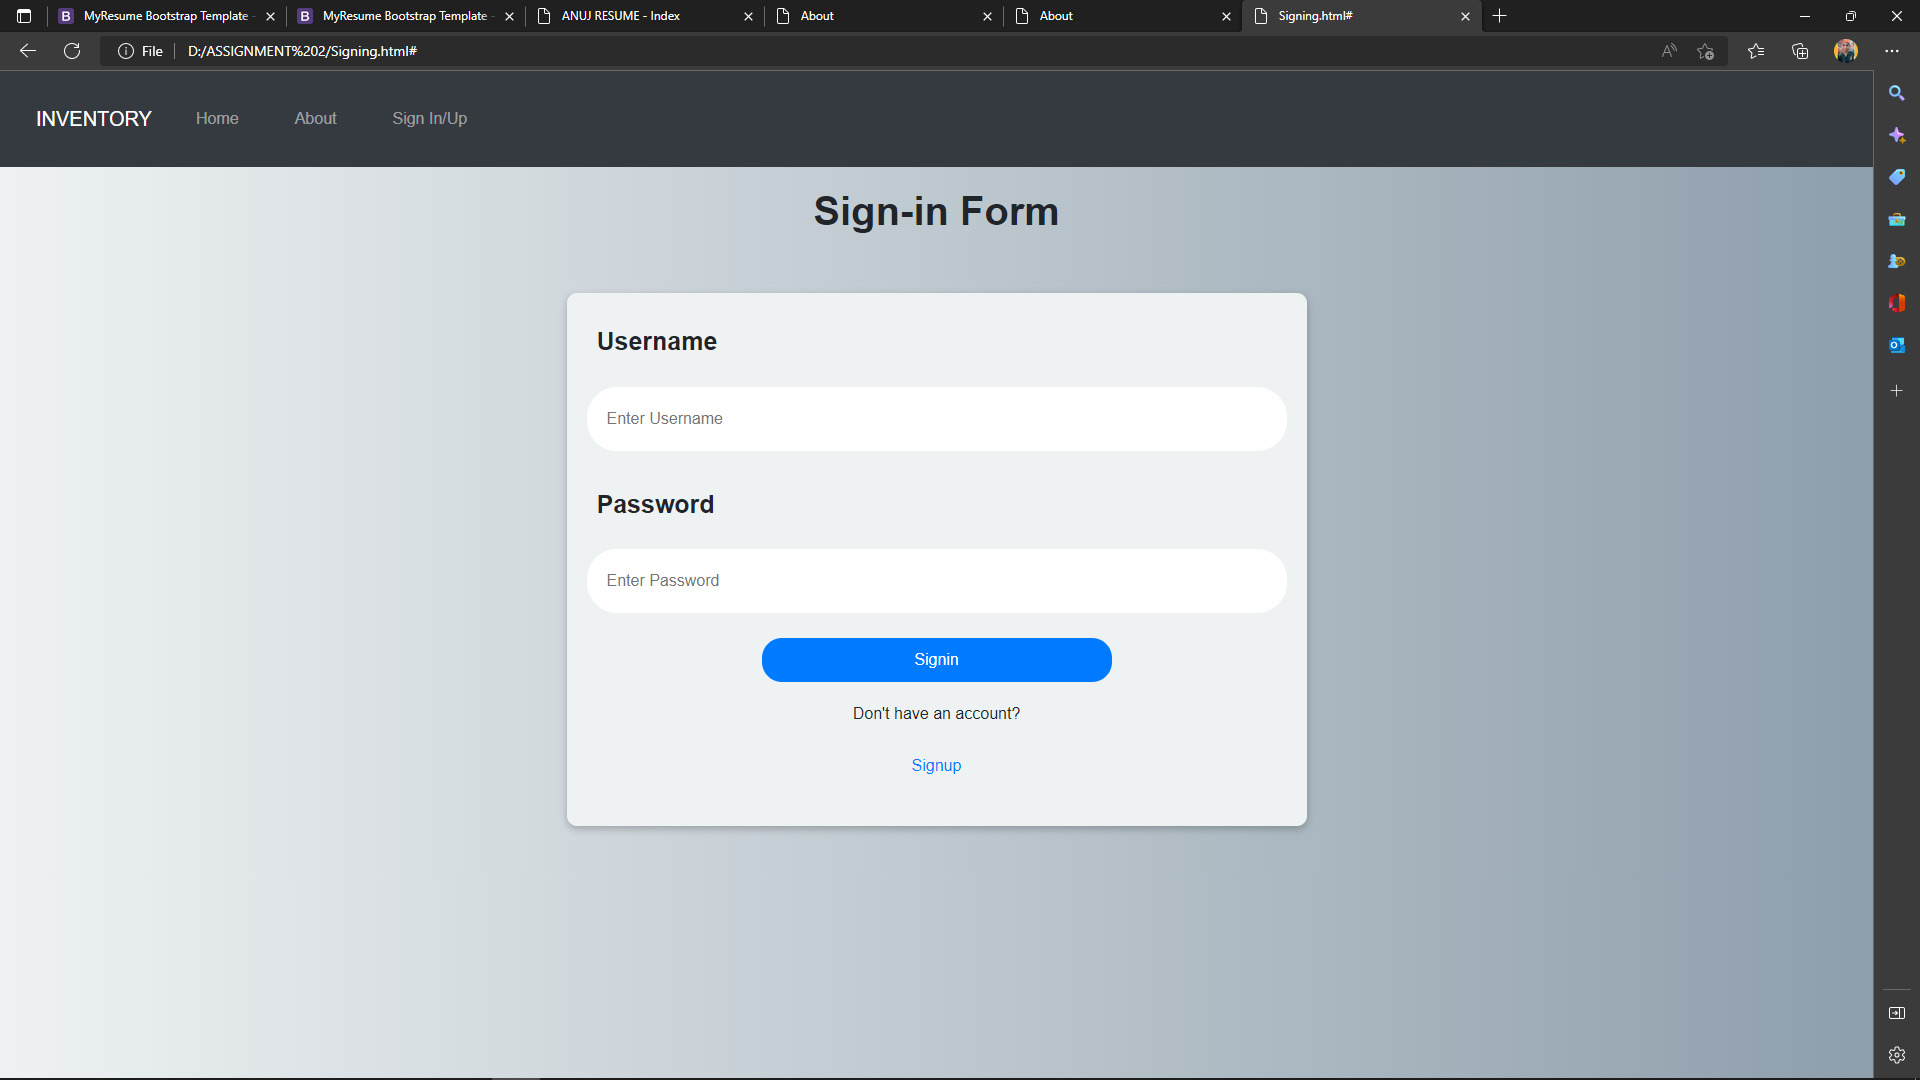 MyResume Bootstrap Template -
MyResume Bootstrap Template -
ANUJ RESUME - Index
About
About
Signing.html#
File
D:/ASSIGNMENT%202/Signing.html#
INVENTORY
Home
About
Sign In/Up
Sign-in Form
Username
Enter Username
Password
Enter Password
Signin
Don't have an account?
Signup